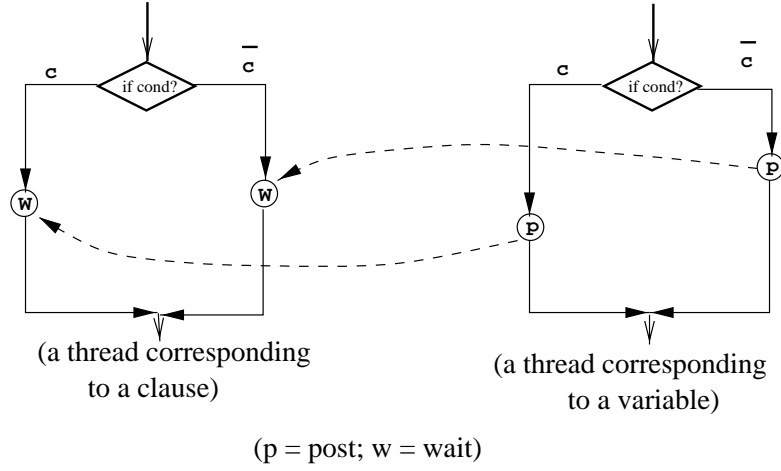 c
if cond?
c̄
w
w
(a thread corresponding
to a clause)
c
if cond?
c̄
p
p
(a thread corresponding
to a variable)
(p = post; w = wait)